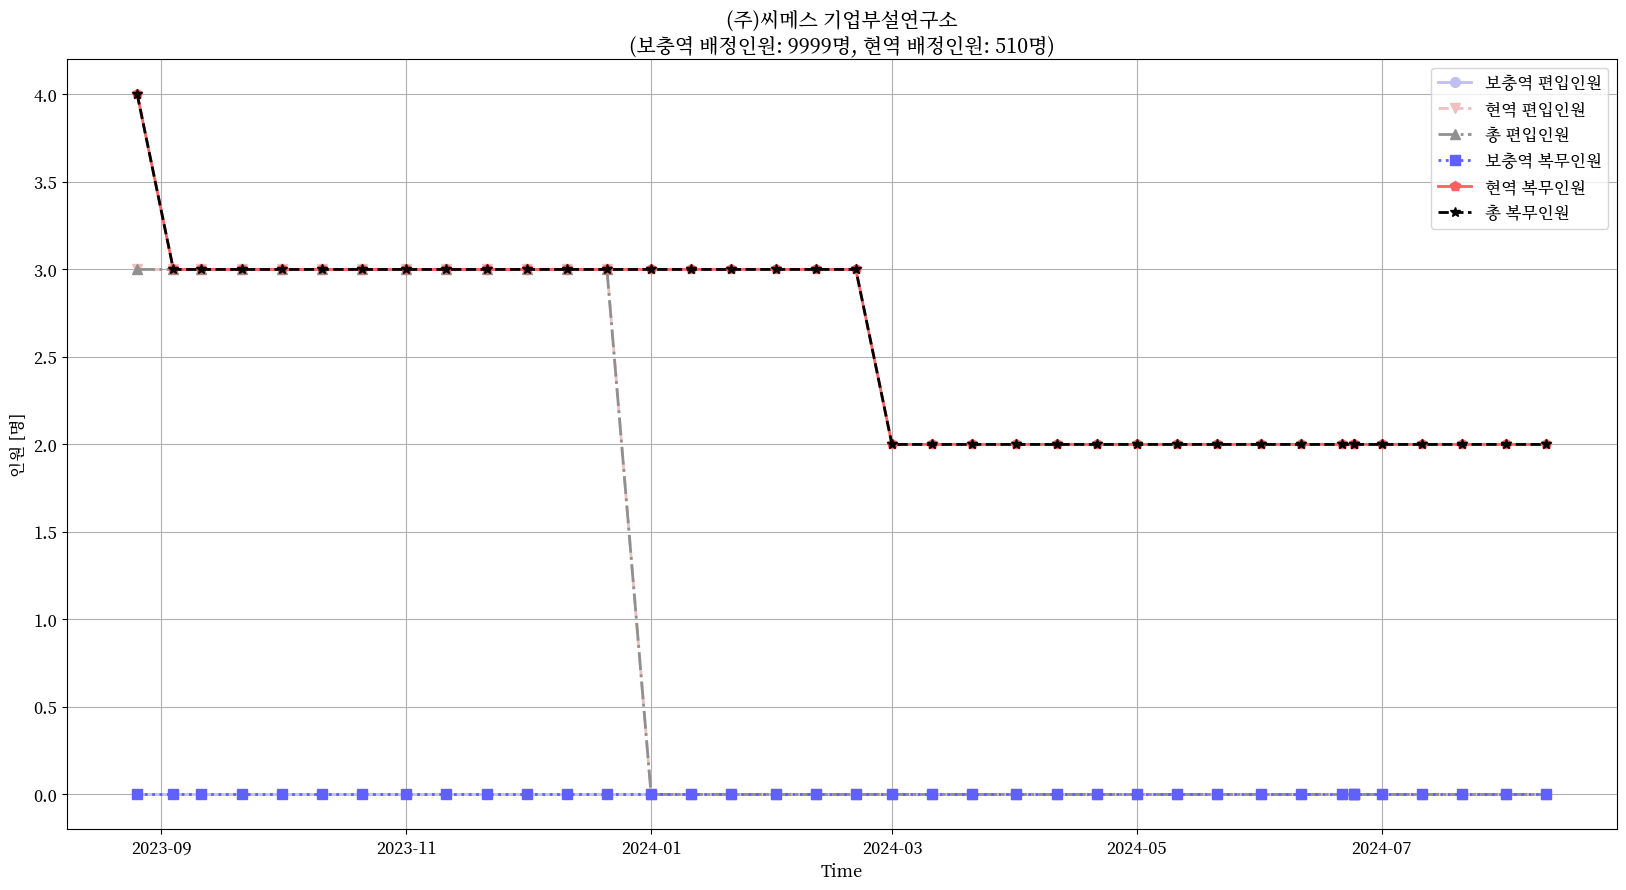 (주)씨메스 기업부설연구소
(보충역 배정인원: 9999명, 현역 배정인원: 510명)
보충역 편입인원
현역 편입인원
총 편입인원
보충역 복무인원
현역 복무인원
총 복무인원
4.0
3.5
3.0
2.5
2.0
1.5
1.0
0.5
0.0
인원 [명]
2023-09 2023-11 2024-01 2024-03 2024-05 2024-07
Time